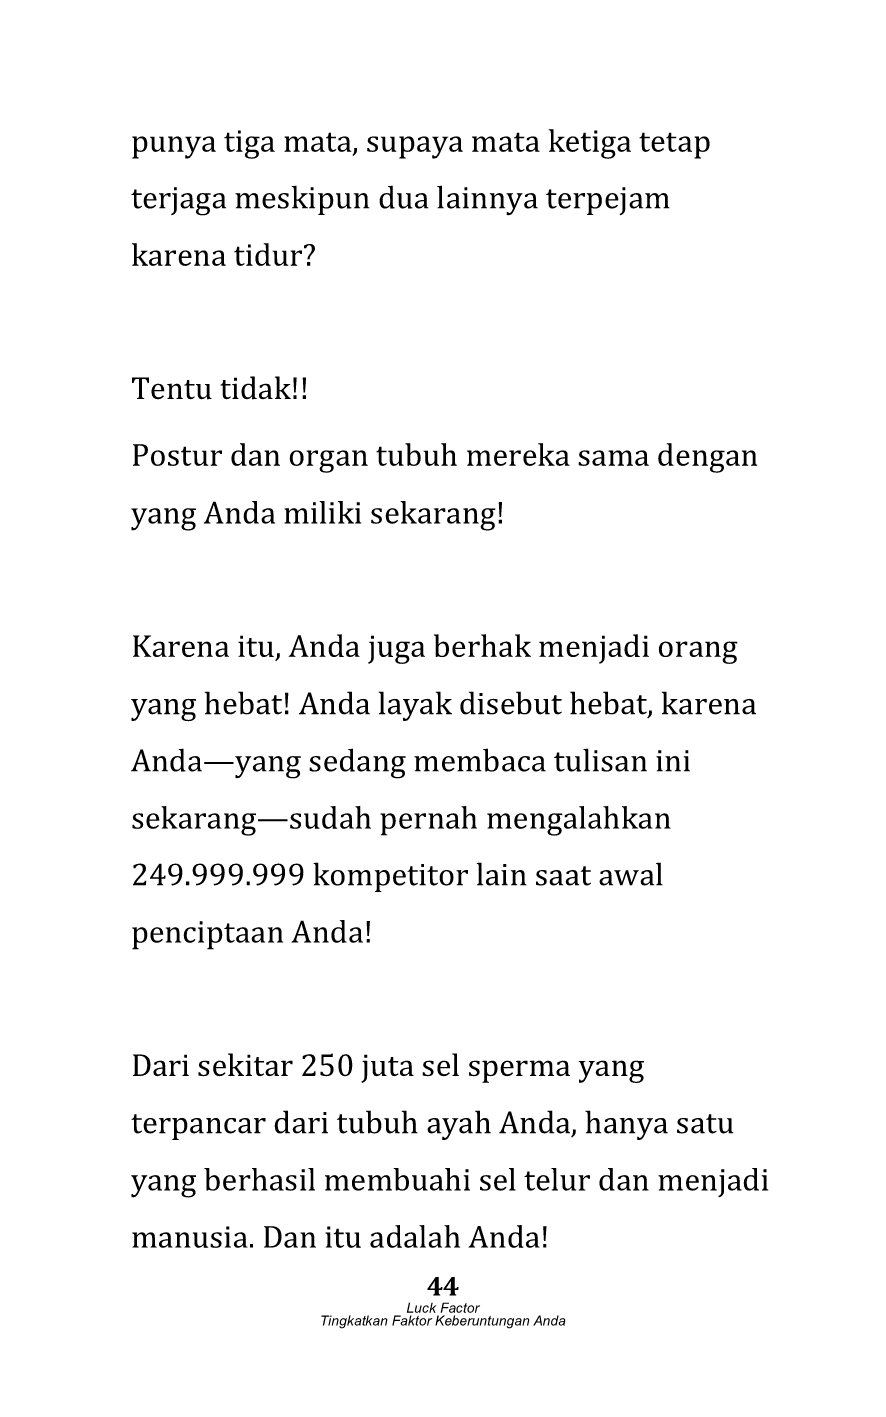 punya tiga mata, supaya mata ketiga tetap
terjaga meskipun dua lainnya terpejam
karena tidur?
Tentu tidak!!
Postur dan organ tubuh mereka sama dengan
yang Anda miliki sekarang!
Karena itu, Anda juga berhak menjadi orang
yang hebat! Anda layak disebut hebat, karena
Anda—yang sedang membaca tulisan ini
sekarang—sudah pernah mengalahkan
249.999.999 kompetitor lain saat awal
penciptaan Anda!
Dari sekitar 250 juta sel sperma yang
terpancar dari tubuh ayah Anda, hanya satu
yang berhasil membuahi sel telur dan menjadi
manusia. Dan itu adalah Anda!
44
Luck Factor
Tingkatkan Faktor Keberuntungan Anda